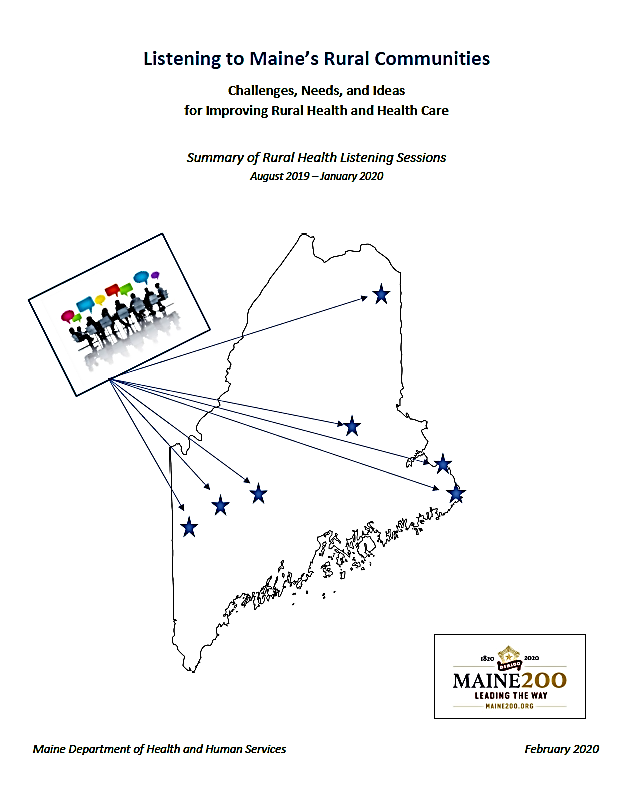 Listening to Maine's Rural Communities
Challenges, Needs, and Ideas
for Improving Rural Health and Health Care
Summary of Rural Health Listening Sessions
August 2019 – January 2020
1820 2020
DIRIGO
MAINE200
LEADING THE WAY
MAINE200.ORG
Maine Department of Health and Human Services
February 2020